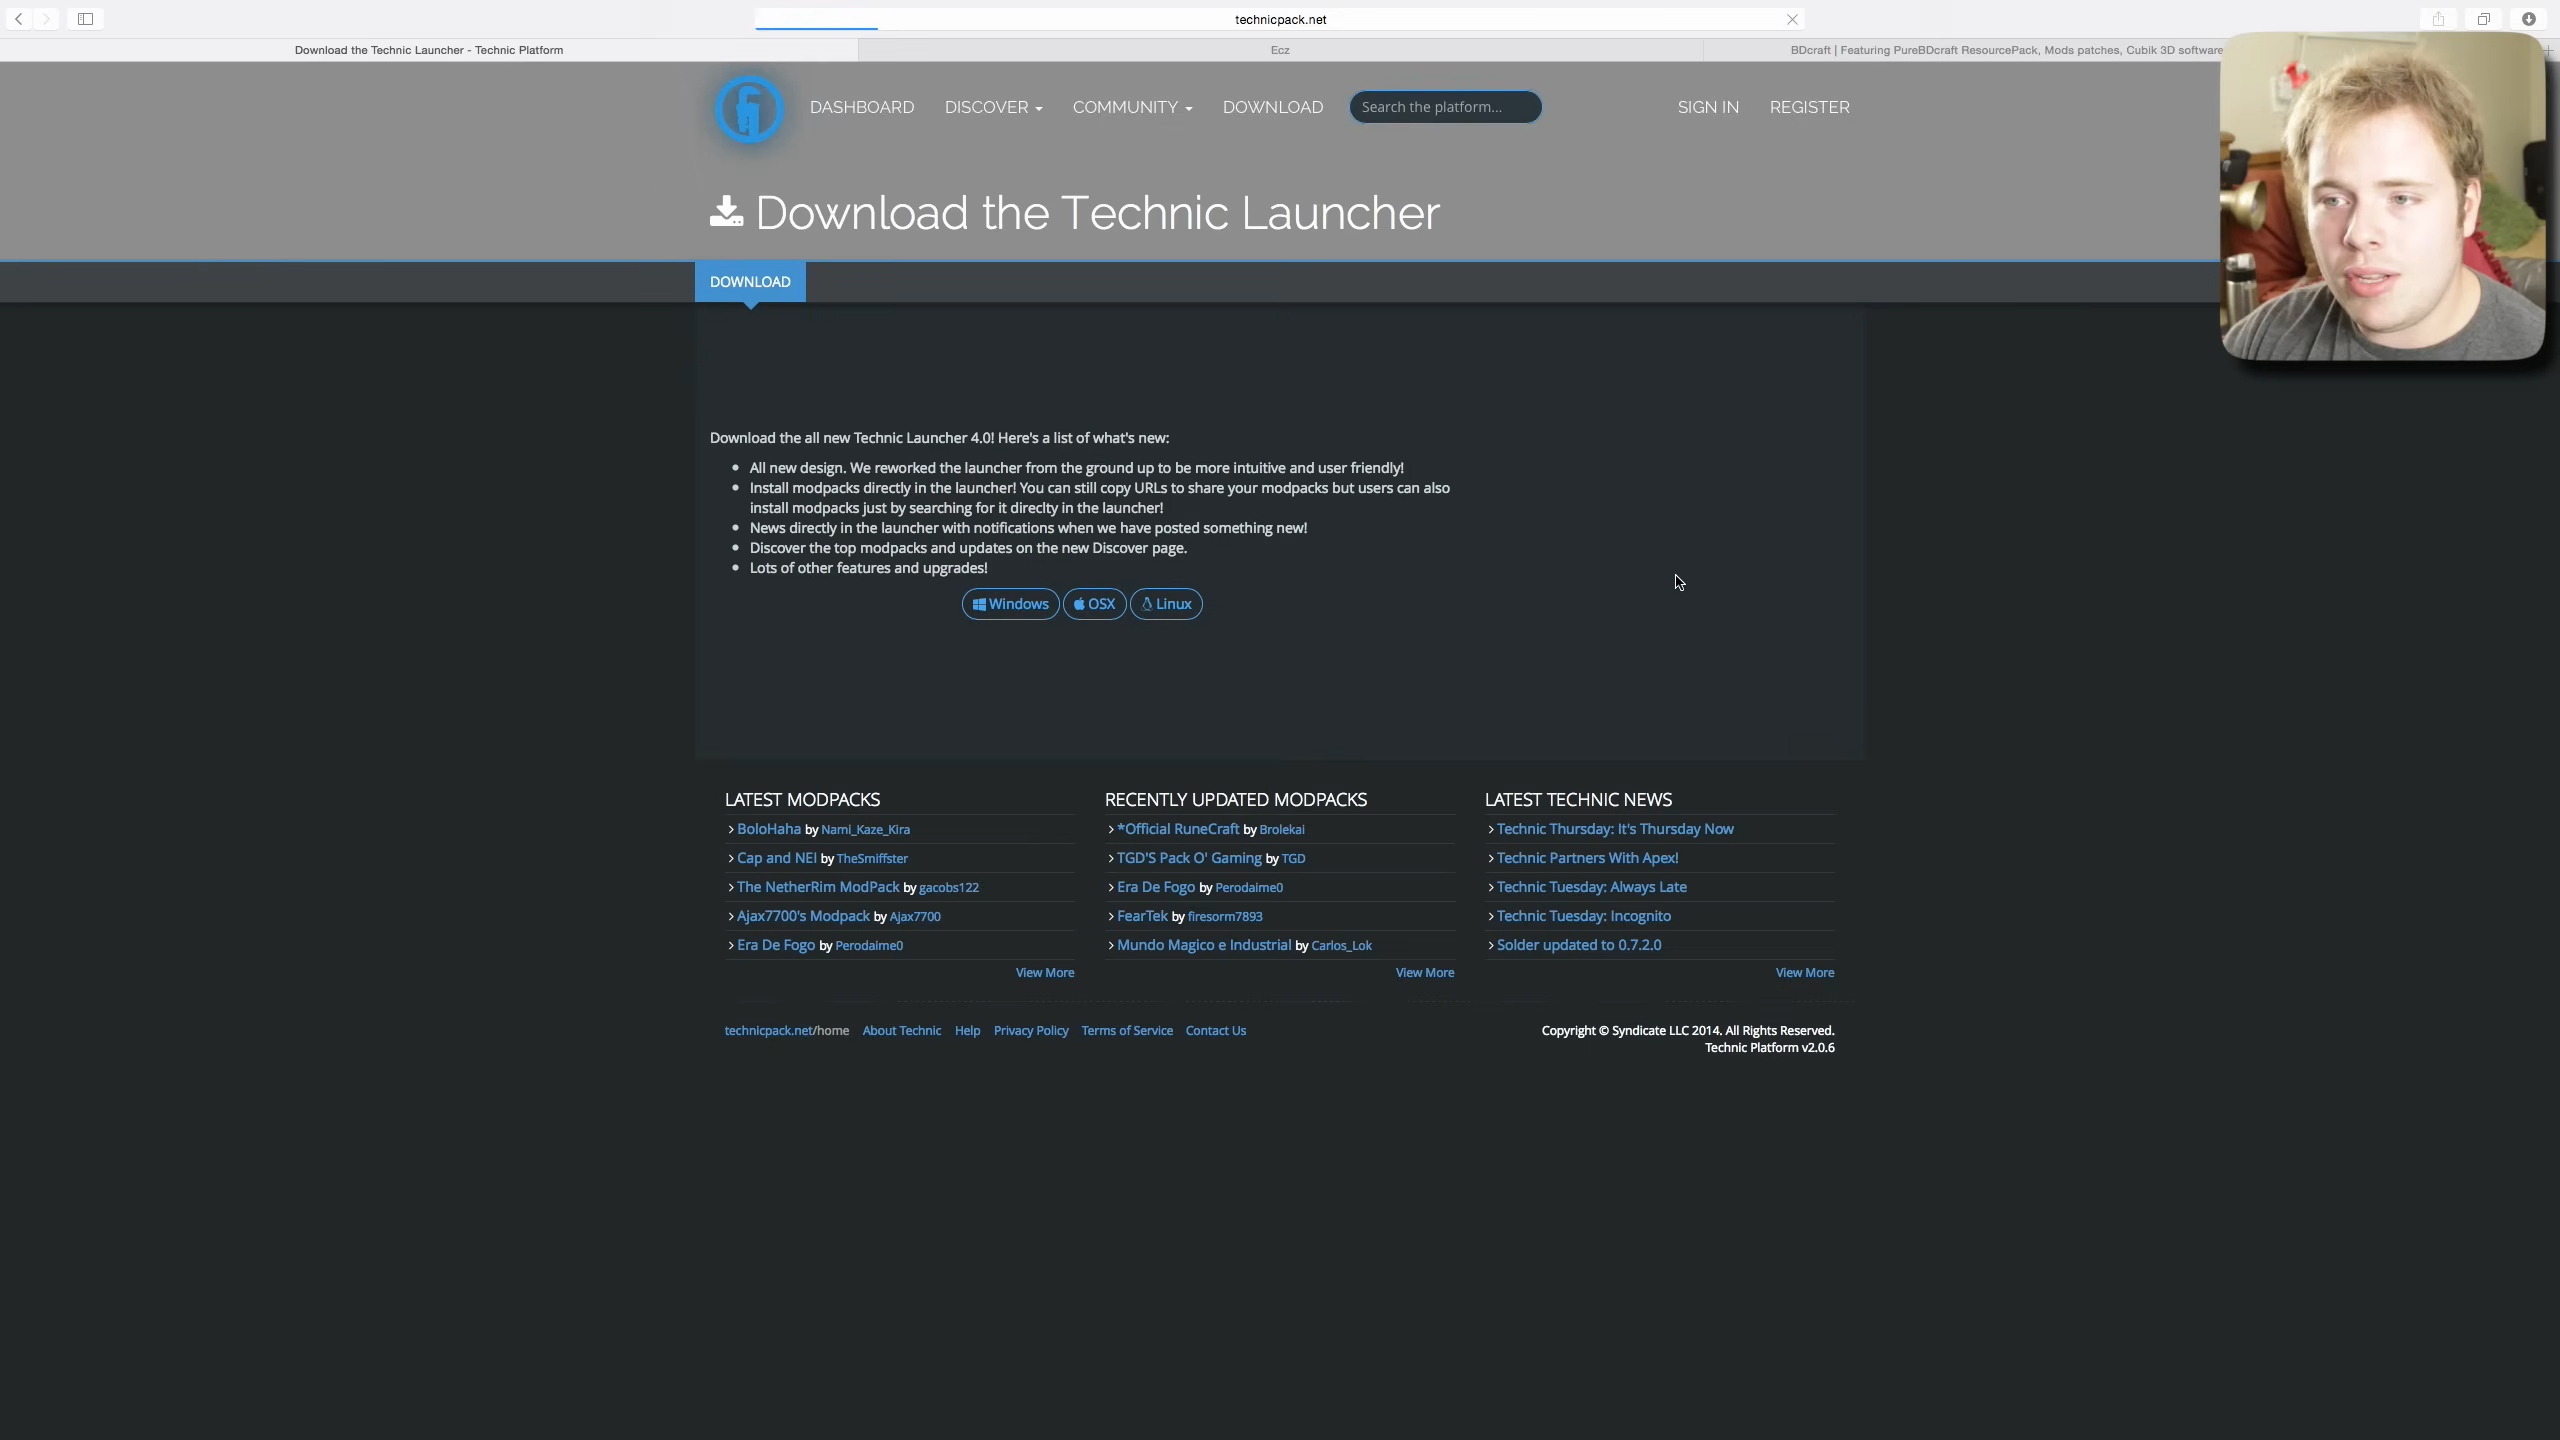 technicpack.net
Download the Technic Launcher - Technic Platform
Ecz
BDcraft | Featuring PureBDcraft ResourcePack, Mods patches, Cubik 3D software
DASHBOARD
DISCOVER
COMMUNITY
DOWNLOAD
Search the platform...
SIGN IN
REGISTER
Download the Technic Launcher
DOWNLOAD
Download the all new Technic Launcher 4.0! Here's a list of what's new:
All new design. We reworked the launcher from the ground up to be more intuitive and user friendly!
Install modpacks directly in the launcher! You can still copy URLs to share your modpacks but users can also
install modpacks just by searching for it direclty in the launcher!
News directly in the launcher with notifications when we have posted something new!
Discover the top modpacks and updates on the new Discover page.
Lots of other features and upgrades!
Windows
OSX
Linux
LATEST MODPACKS
BoloHaha by Nami_Kaze_Kira
Cap and NEI by TheSmiffster
The NetherRim ModPack by gacobs122
Ajax7700's Modpack by Ajax7700
Era De Fogo by Perodaime0
View More
RECENTLY UPDATED MODPACKS
*Official RuneCraft by Brolekai
TGD'S Pack O' Gaming by TGD
Era De Fogo by Perodaime0
FearTek by firesorm7893
Mundo Magico e Industrial by Carlos_Lok
View More
LATEST TECHNIC NEWS
Technic Thursday: It's Thursday Now
Technic Partners With Apex!
Technic Tuesday: Always Late
Technic Tuesday: Incognito
Solder updated to 0.7.2.0
View More
technicpack.net/home About Technic Help Privacy Policy Terms of Service Contact Us
Copyright © Syndicate LLC 2014. All Rights Reserved.
Technic Platform v2.0.6